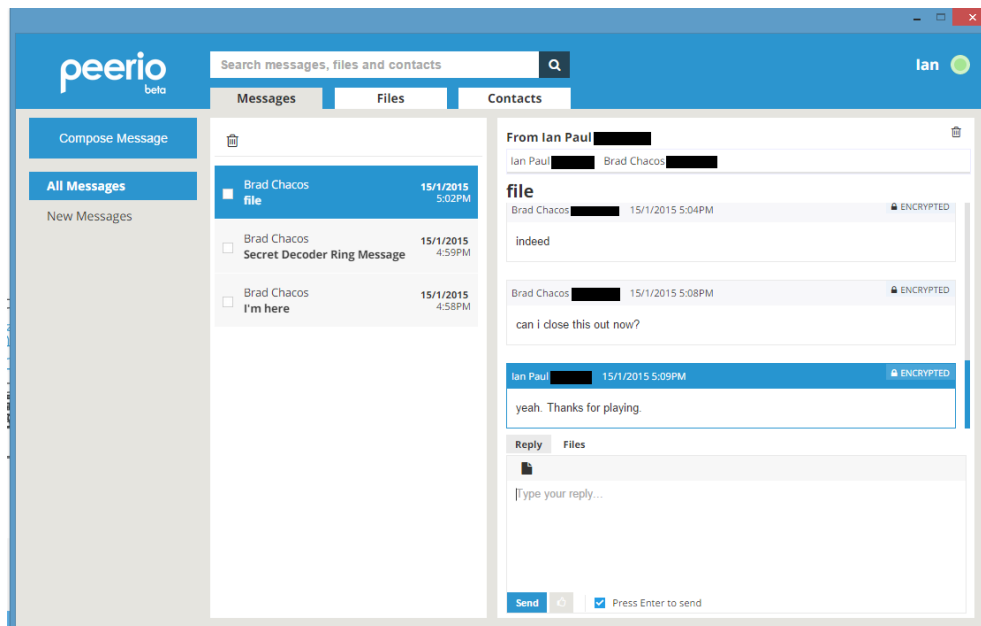 peerio
beta
Search messages, files and contacts
Ian
Messages Files Contacts
Compose Message
All Messages
New Messages
Brad Chacos 15/1/2015
file 5:02PM
Brad Chacos 15/1/2015
Secret Decoder Ring Message 4:59PM
Brad Chacos 15/1/2015
I'm here 4:58PM
From Ian Paul
Ian Paul Brad Chacos
file
Brad Chacos 15/1/2015 5:04PM ENCRYPTED
indeed
Brad Chacos 15/1/2015 5:08PM ENCRYPTED
can i close this out now?
Ian Paul 15/1/2015 5:09PM ENCRYPTED
yeah. Thanks for playing.
Reply Files
Type your reply...
Send Press Enter to send